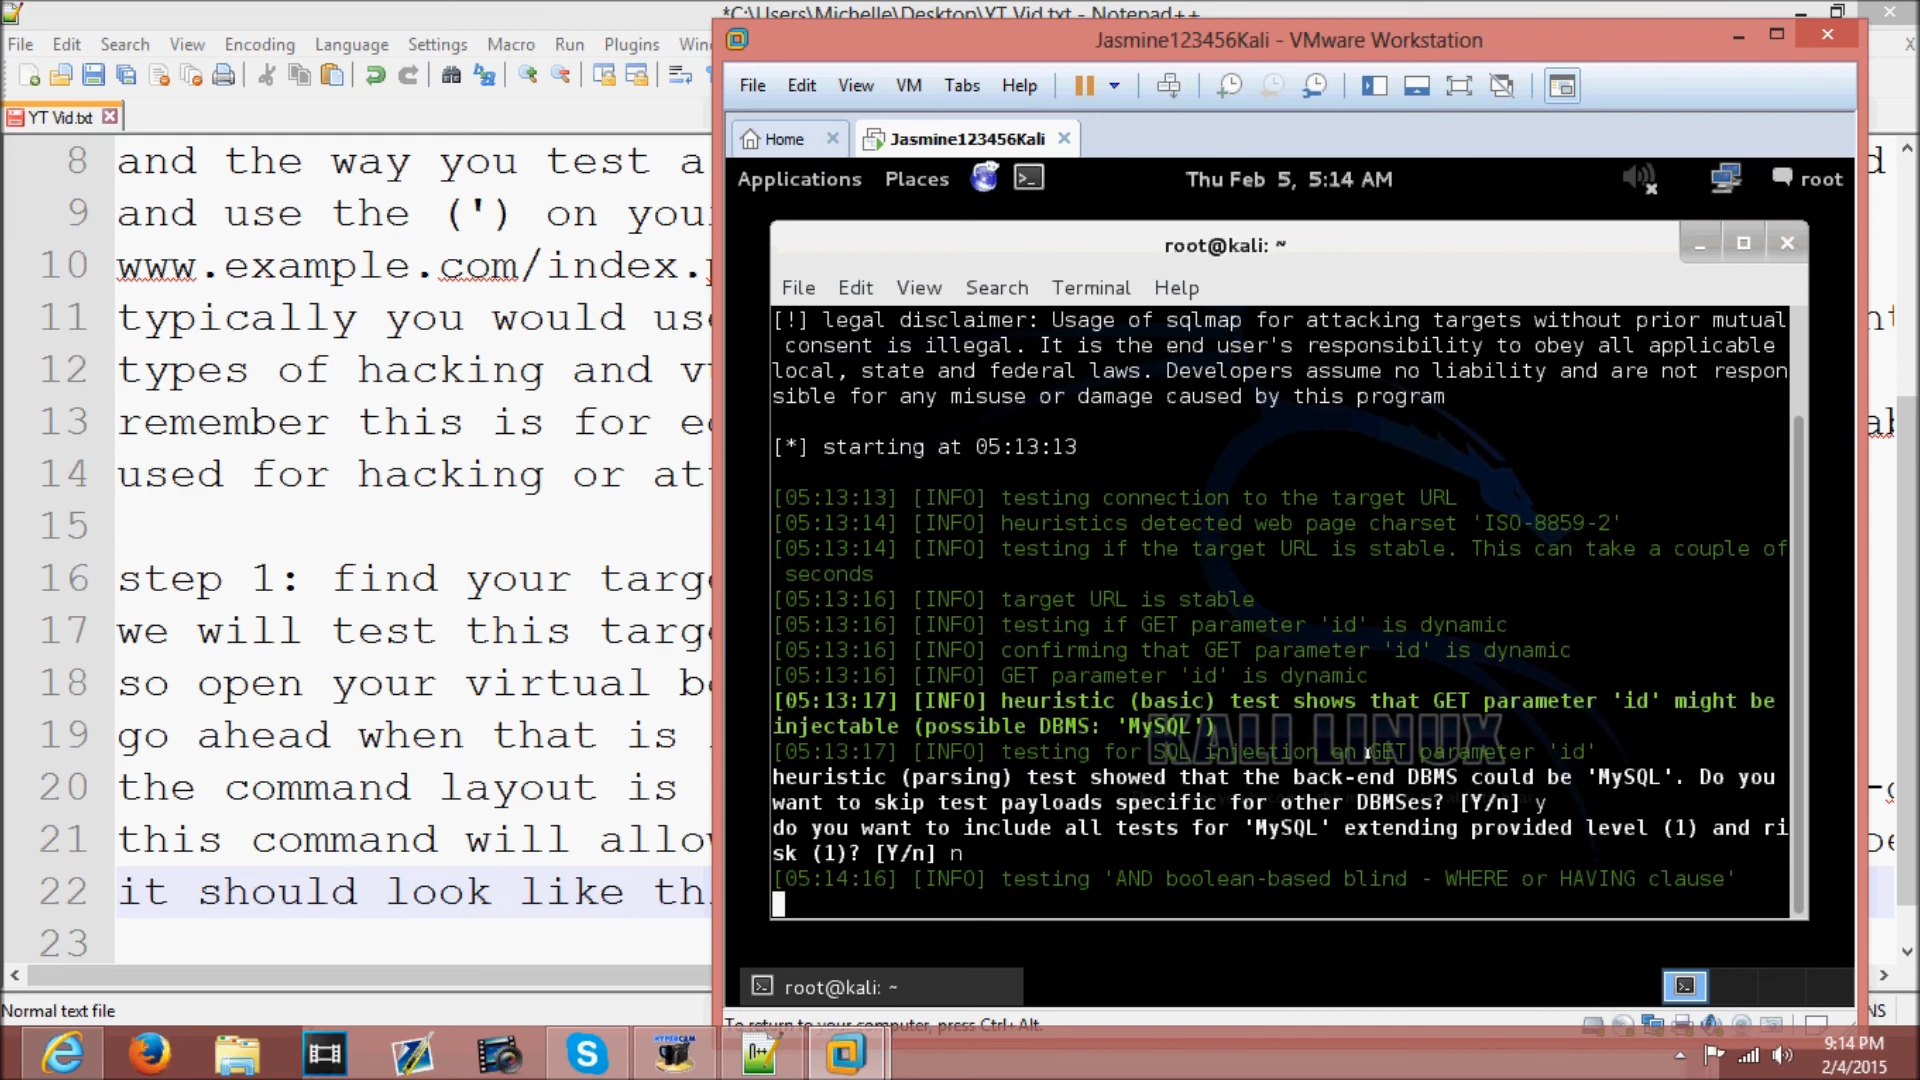 *C:\Users\Michelle\Desktop\YT Vid.txt - Notepad++
File Edit Search View Encoding Language Settings Macro Run Plugins
YT Vid.txt
8 and the way you test a
9 and use the (') on you
10 www.example.com/index.
11 typically you would us
12 types of hacking and v
13 remember this is for e
14 used for hacking or at
15
16 step 1: find your targ
17 we will test this targ
18 so open your virtual b
19 go ahead when that is
20 the command layout is
21 this command will allo
22 it should look like th
23
Normal text file
Jasmine123456Kali - VMware Workstation
File Edit View VM Tabs Help
Home
Jasmine123456Kali
Applications Places
Thu Feb 5, 5:14 AM
root
root@kali: ~
File Edit View Search Terminal Help
[!] legal disclaimer: Usage of sqlmap for attacking targets without prior mutual
consent is illegal. It is the end user's responsibility to obey all applicable
local, state and federal laws. Developers assume no liability and are not respon
sible for any misuse or damage caused by this program
[*] starting at 05:13:13
[05:13:13] [INFO] testing connection to the target URL
[05:13:14] [INFO] heuristics detected web page charset 'ISO-8859-2'
[05:13:14] [INFO] testing if the target URL is stable. This can take a couple of
seconds
[05:13:16] [INFO] target URL is stable
[05:13:16] [INFO] testing if GET parameter 'id' is dynamic
[05:13:16] [INFO] confirming that GET parameter 'id' is dynamic
[05:13:16] [INFO] GET parameter 'id' is dynamic
[05:13:17] [INFO] heuristic (basic) test shows that GET parameter 'id' might be
injectable (possible DBMS: 'MySQL')
[05:13:17] [INFO] testing for SQL injection on GET parameter 'id'
KALI LINUX
heuristic (parsing) test showed that the back-end DBMS could be 'MySQL'. Do you
want to skip test payloads specific for other DBMSes? [Y/n] y
do you want to include all tests for 'MySQL' extending provided level (1) and ri
sk (1)? [Y/n] n
[05:14:16] [INFO] testing 'AND boolean-based blind - WHERE or HAVING clause'
root@kali: ~
To return to your computer, press Ctrl+Alt.
9:14 PM
2/4/2015